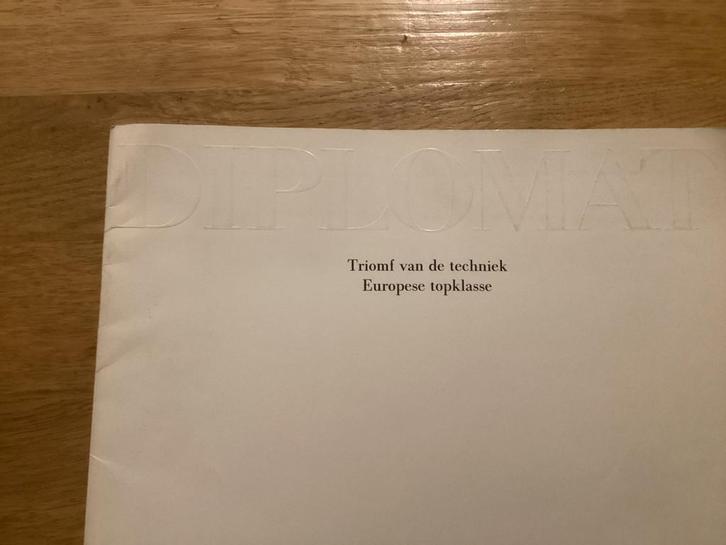 DIPLOMAT
Triomf van de techniek
Europese topklasse